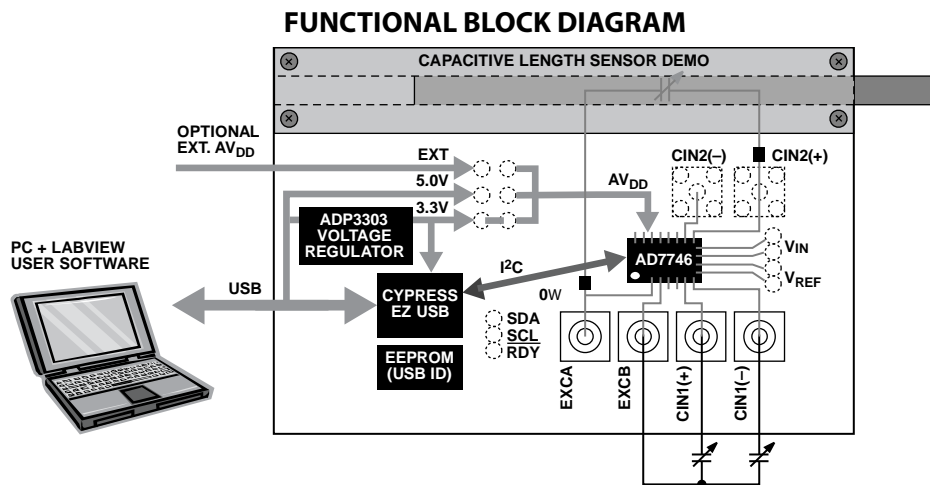 FUNCTIONAL BLOCK DIAGRAM
CAPACITIVE LENGTH SENSOR DEMO
OPTIONAL
EXT. AVDD
EXT
5.0V
3.3V
AVDD
CIN2(–)
CIN2(+)
ADP3303
VOLTAGE
REGULATOR
PC + LABVIEW
USER SOFTWARE
USB
CYPRESS
EZ USB
I2C
AD7746
VIN
VREF
0W
SDA
SCL
RDY
EEPROM
(USB ID)
EXCA
EXCB
CIN1(+)
CIN1(–)